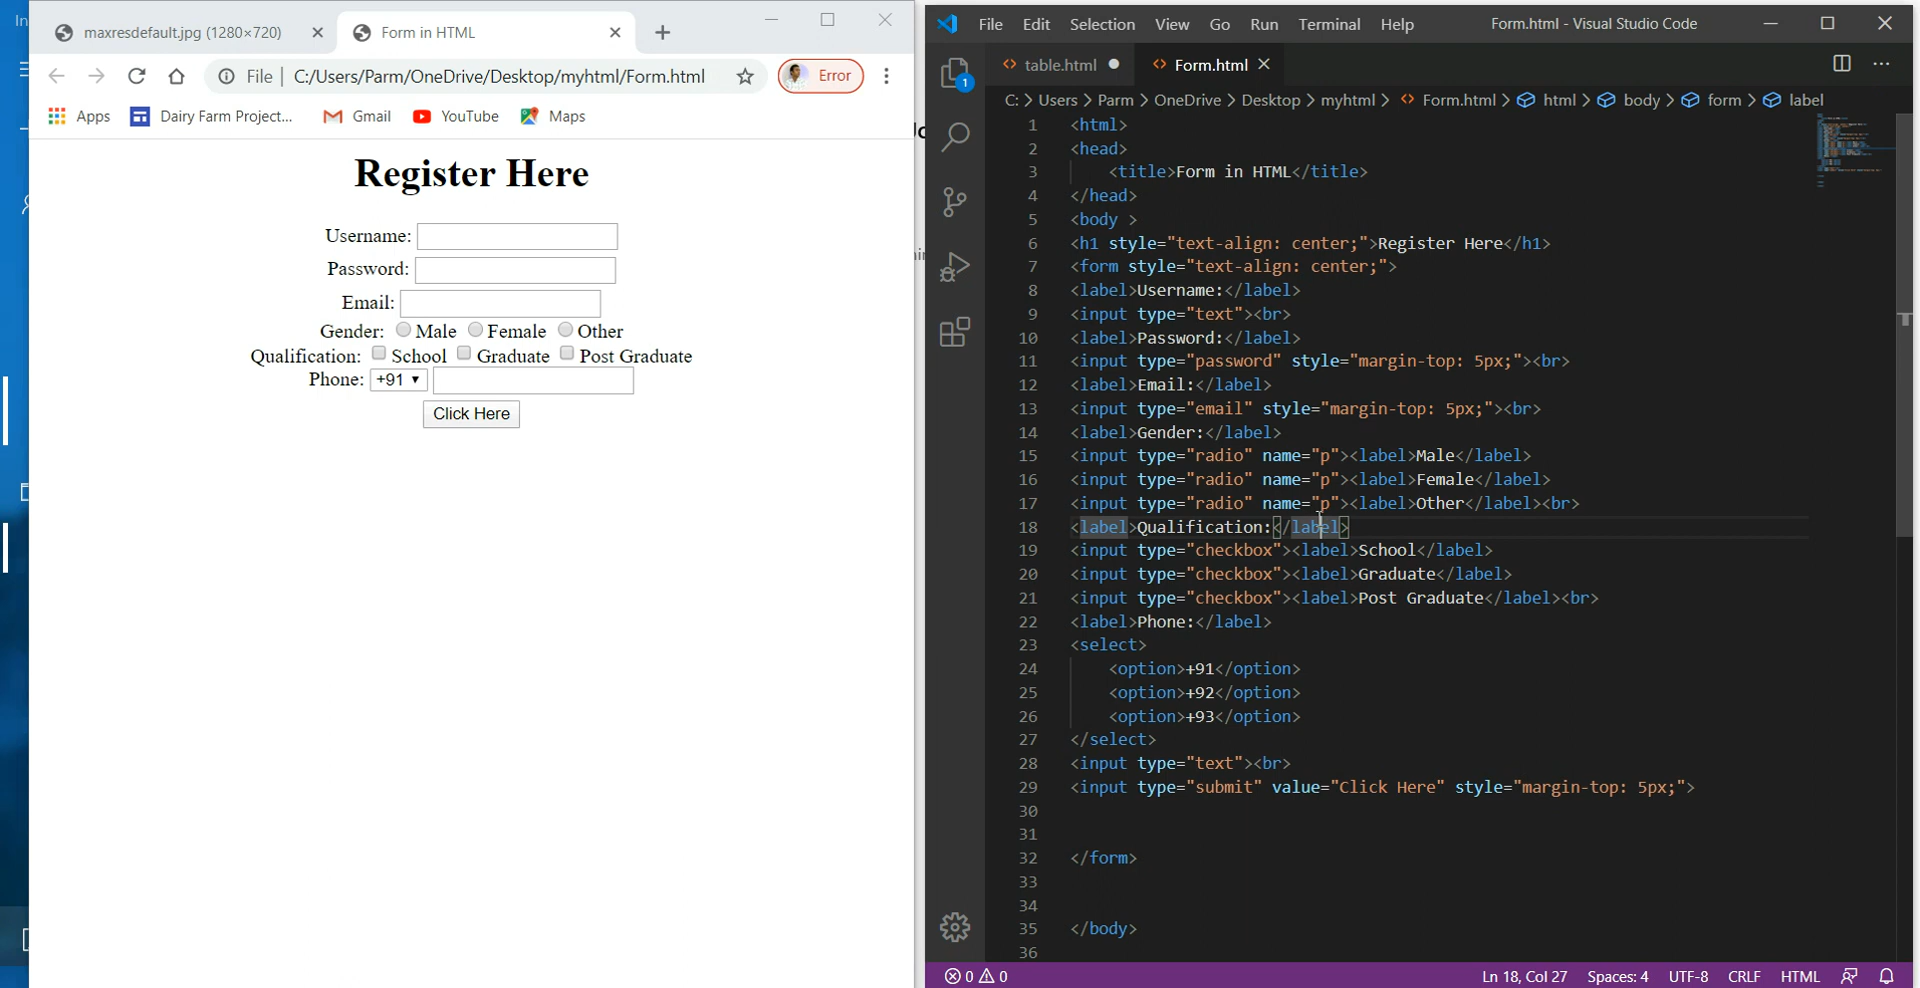 maxresdefault.jpg (1280×720)
Form in HTML
File | C:/Users/Parm/OneDrive/Desktop/myhtml/Form.html
Error
Apps
Dairy Farm Project...
Gmail
YouTube
Maps
Register Here
Username:
Password:
Email:
Gender: Male Female Other
Qualification: School Graduate Post Graduate
Phone: +91
Click Here
File Edit Selection View Go Run Terminal Help
Form.html - Visual Studio Code
1
table.html
Form.html
C: > Users > Parm > OneDrive > Desktop > myhtml > Form.html > html > body > form > label
1 <html>
2 <head>
3 <title>Form in HTML</title>
4 </head>
5 <body >
6 <h1 style="text-align: center;">Register Here</h1>
7 <form style="text-align: center;">
8 <label>Username:</label>
9 <input type="text"><br>
10 <label>Password:</label>
11 <input type="password" style="margin-top: 5px;"><br>
12 <label>Email:</label>
13 <input type="email" style="margin-top: 5px;"><br>
14 <label>Gender:</label>
15 <input type="radio" name="p"><label>Male</label>
16 <input type="radio" name="p"><label>Female</label>
17 <input type="radio" name="p"><label>Other</label><br>
18 <label>Qualification:</label>
19 <input type="checkbox"><label>School</label>
20 <input type="checkbox"><label>Graduate</label>
21 <input type="checkbox"><label>Post Graduate</label><br>
22 <label>Phone:</label>
23 <select>
24 <option>+91</option>
25 <option>+92</option>
26 <option>+93</option>
27 </select>
28 <input type="text"><br>
29 <input type="submit" value="Click Here" style="margin-top: 5px;">
30
31
32 </form>
33
34
35 </body>
36
0 0
Ln 18, Col 27 Spaces: 4 UTF-8 CRLF HTML